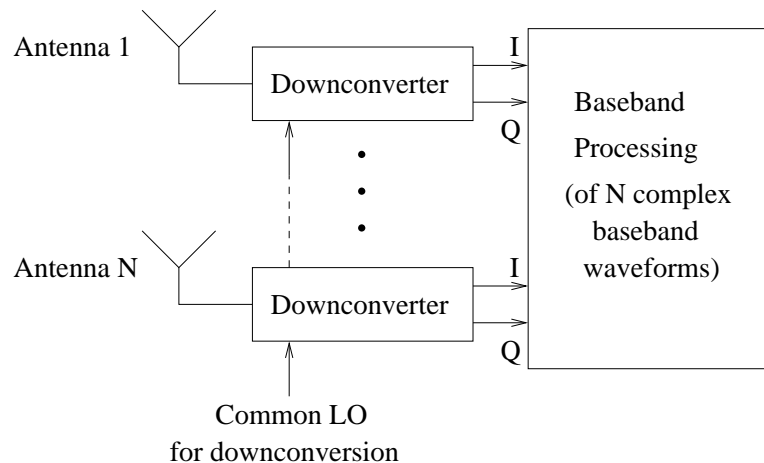 Antenna 1
Downconverter
I
Q
Baseband
Processing
(of N complex
baseband
waveforms)
Antenna N
Downconverter
I
Q
Common LO
for downconversion